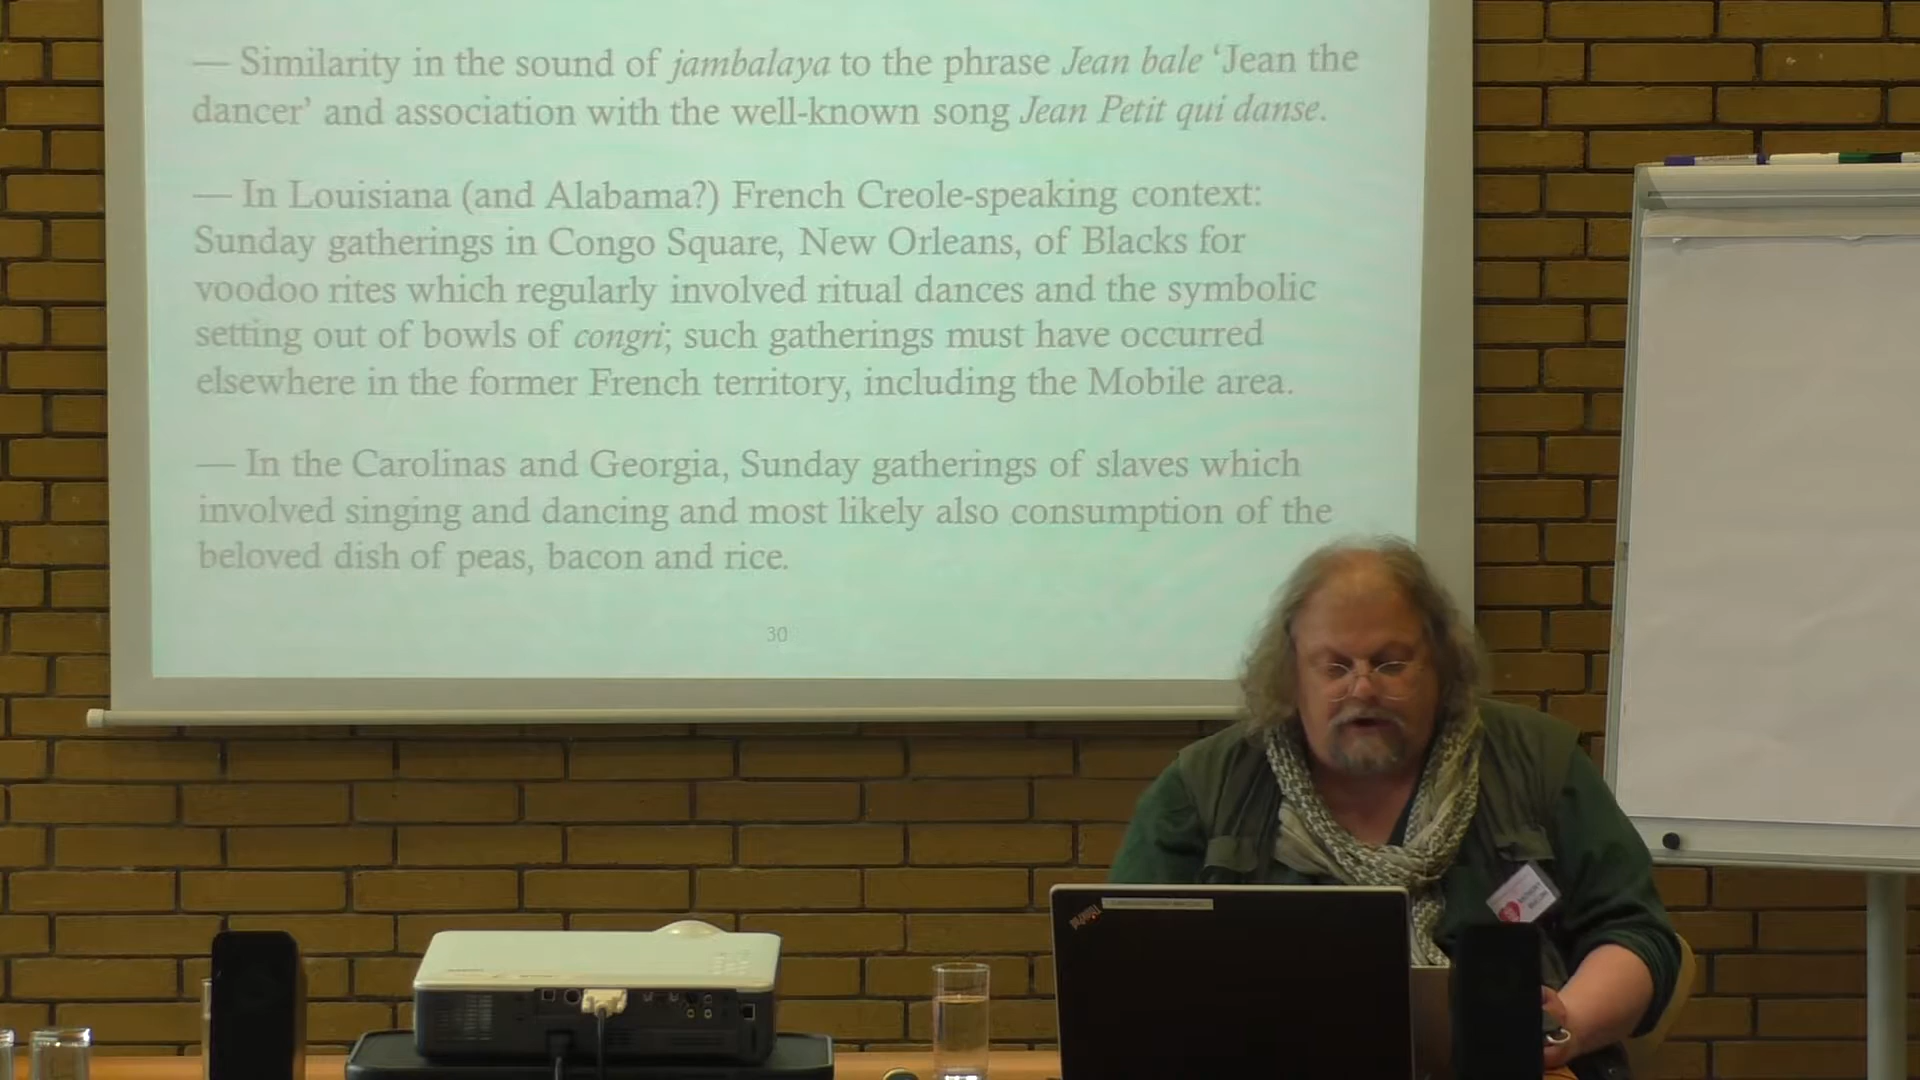 — Similarity in the sound of jambalaya to the phrase Jean bale ‘Jean the
dancer’ and association with the well-known song Jean Petit qui danse.
— In Louisiana (and Alabama?) French Creole-speaking context:
Sunday gatherings in Congo Square, New Orleans, of Blacks for
voodoo rites which regularly involved ritual dances and the symbolic
setting out of bowls of congri; such gatherings must have occurred
elsewhere in the former French territory, including the Mobile area.
— In the Carolinas and Georgia, Sunday gatherings of slaves which
involved singing and dancing and most likely also consumption of the
beloved dish of peas, bacon and rice.
30
ThinkPad